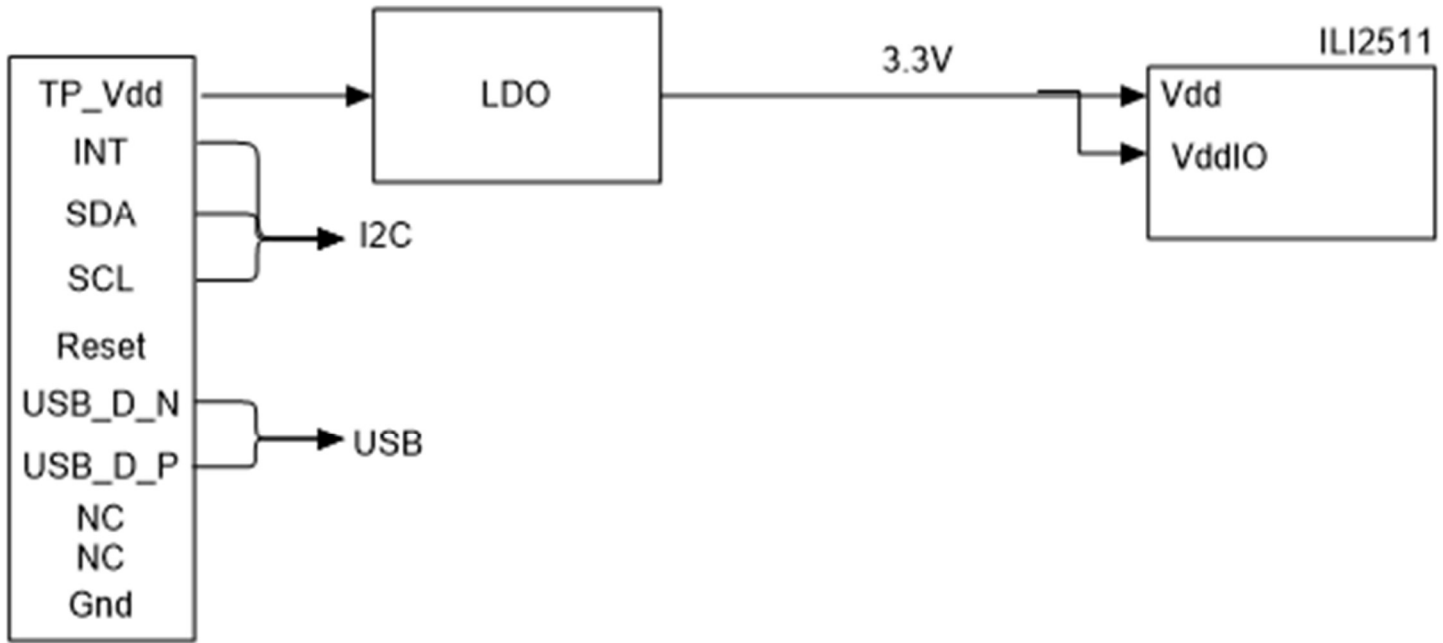 TP_Vdd
INT
SDA
SCL
Reset
USB_D_N
USB_D_P
NC
NC
Gnd
I2C
USB
LDO
3.3V
ILI2511
Vdd
VddIO